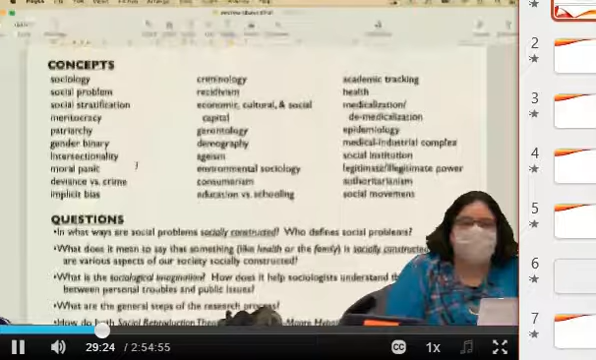 CONCEPTS
sociology
social problem
social stratification
meritocracy
patriarchy
gender binary
intersectionality
moral panic
deviance vs. crime
implicit bias
criminology
recidivism
economic, cultural, & social
capital
gerontology
demography
ageism
environmental sociology
consumerism
education vs. schooling
academic tracking
health
medicalization/
de-medicalization
epidemiology
medical-industrial complex
social institution
legitimate/illegitimate power
authoritarianism
social movement
QUESTIONS
•In what ways are social problems socially constructed? Who defines social problems?
•What does it mean to say that something (like health or the family) is socially constructed
are various aspects of our society socially constructed?
•What is the sociological imagination? How does it help sociologists understand
between personal troubles and public issues?
•What are the general steps of the research process?
•How do both Social Reproduction
2
3
4
5
6
7
29:24 / 2:54:55
CC
1x